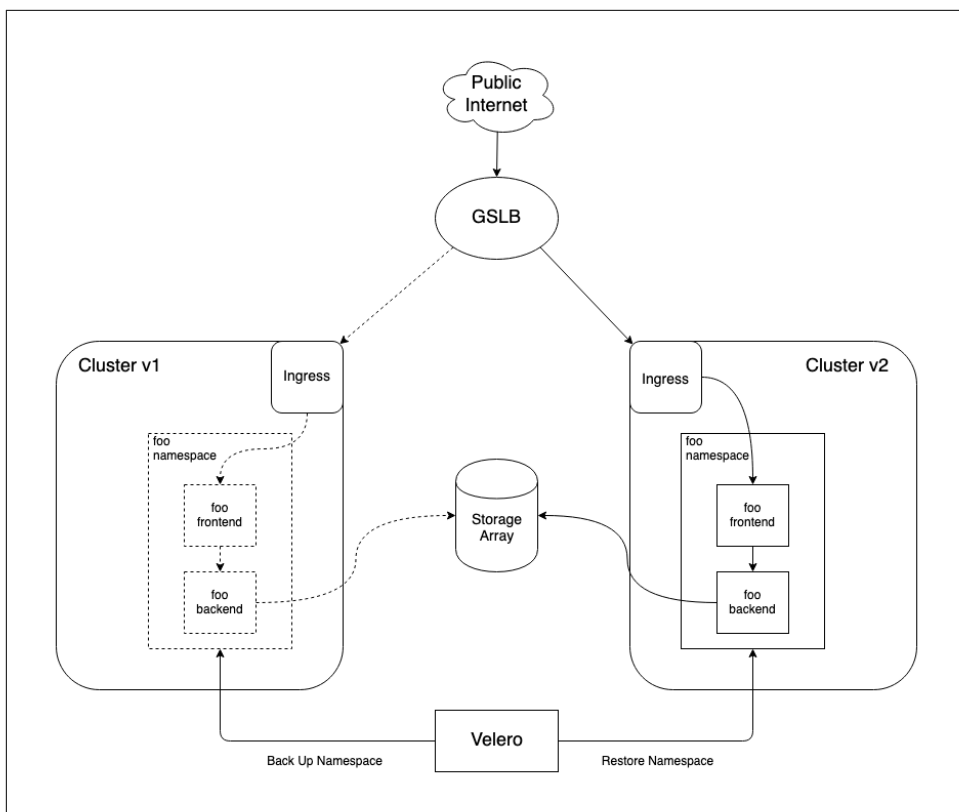 Public
Internet
GSLB
Cluster v1
Ingress
Ingress
Cluster v2
foo
namespace
foo
frontend
foo
backend
Storage
Array
foo
namespace
foo
frontend
foo
backend
Velero
Back Up Namespace
Restore Namespace